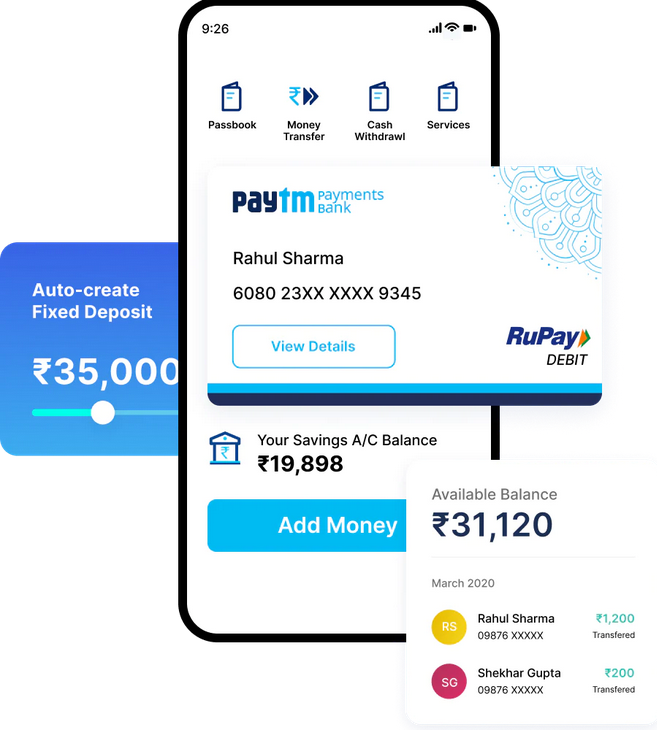 9:26
Passbook
Money
Transfer
Cash
Withdrawl
Services
paytm Payments
Bank
Rahul Sharma
6080 23XX XXXX 9345
View Details
RuPay
DEBIT
Auto-create
Fixed Deposit
₹35,000
Your Savings A/C Balance
₹19,898
Add Money
Available Balance
₹31,120
March 2020
RS
Rahul Sharma
₹1,200
09876 XXXXX
Transfered
SG
Shekhar Gupta
₹200
09876 XXXXX
Transfered